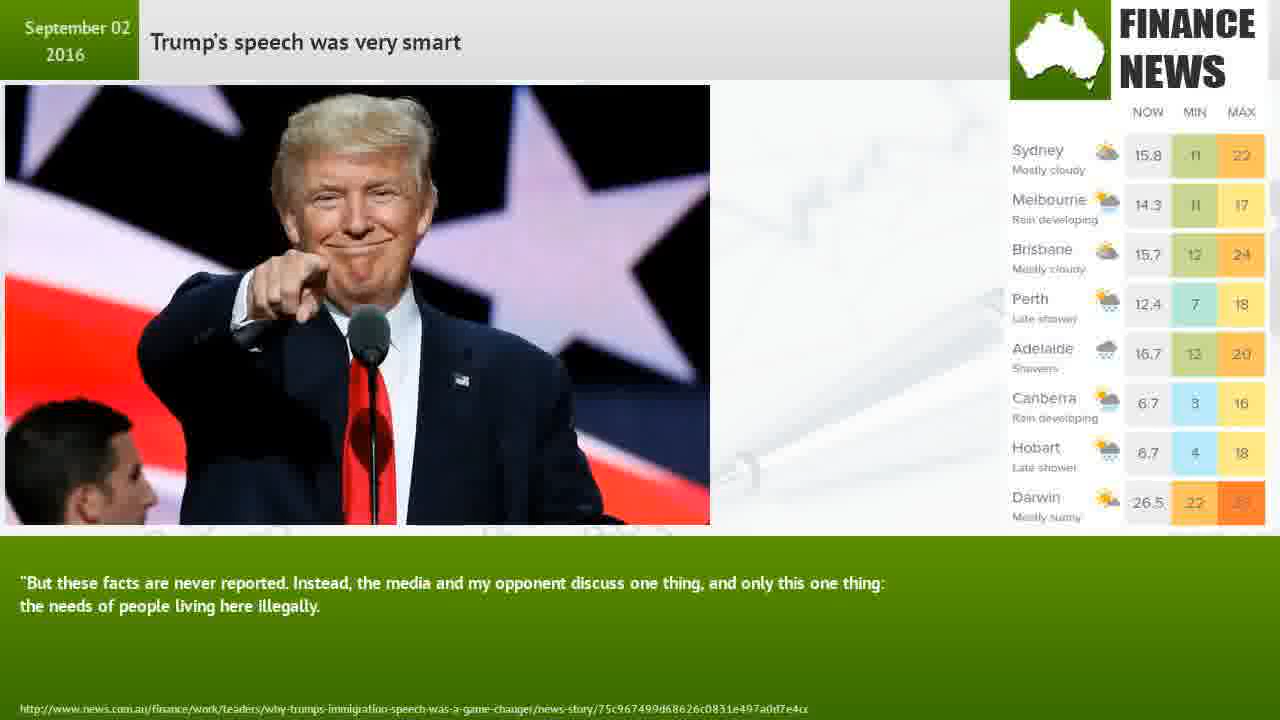 September 02
2016
Trump's speech was very smart
FINANCE
NEWS
NOW MIN MAX
Sydney
Mostly cloudy
15.8 11 22
Melbourne
Rain developing
14.3 11 17
Brisbane
Mostly cloudy
15.7 12 24
Perth
Late shower
12.4 7 18
Adelaide
Showers
16.7 12 20
Canberra
Rain developing
6.7 3 16
Hobart
Late shower
6.7 4 18
Darwin
Mostly sunny
26.5 22
"But these facts are never reported. Instead, the media and my opponent discuss one thing, and only this one thing:
the needs of people living here illegally.
http://www.news.com.au/finance/work/leaders/why-trumps-immigration-speech-was-a-game-changer/news-story/75c967499d68626c0831e497a0d7e4cc